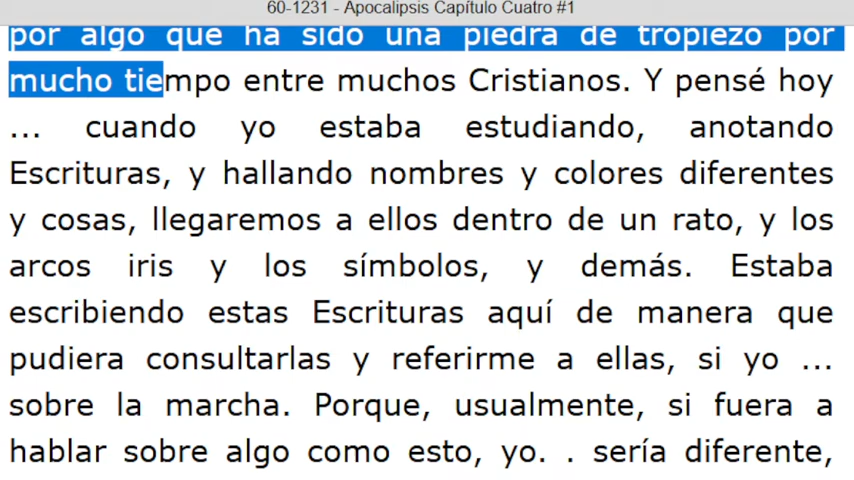 60-1231 - Apocalipsis Capítulo Cuatro #1
por algo que ha sido una piedra de tropiezo por
mucho tiempo entre muchos Cristianos. Y pensé hoy
... cuando yo estaba estudiando, anotando
Escrituras, y hallando nombres y colores diferentes
y cosas, llegaremos a ellos dentro de un rato, y los
arcos iris y los símbolos, y demás. Estaba
escribiendo estas Escrituras aquí de manera que
pudiera consultarlas y referirme a ellas, si yo ...
sobre la marcha. Porque, usualmente, si fuera a
hablar sobre algo como esto, yo. . sería diferente,